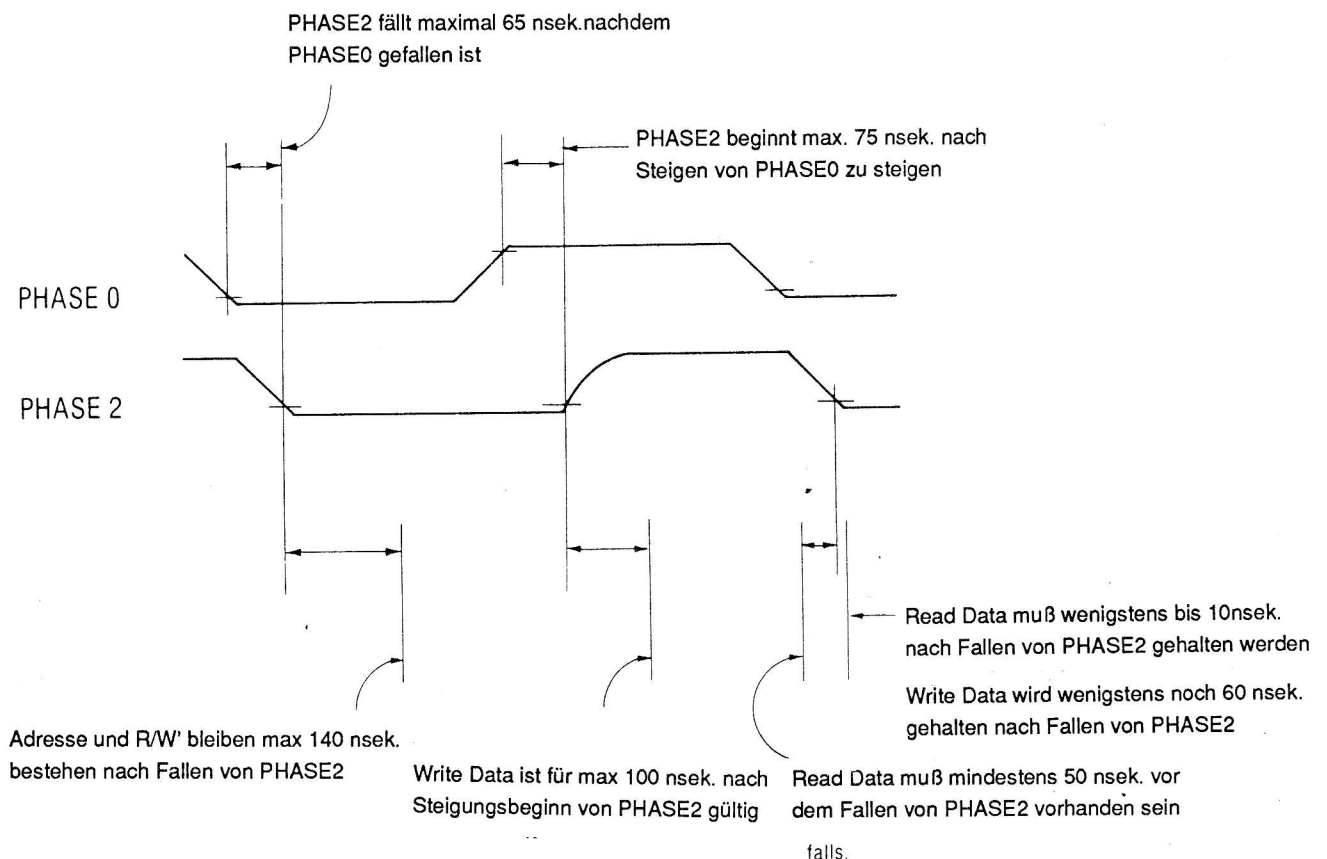 PHASE2 fällt maximal 65 nsek.nachdem
PHASE0 gefallen ist
PHASE2 beginnt max. 75 nsek. nach
Steigen von PHASE0 zu steigen
PHASE 0
PHASE 2
Read Data muß wenigstens bis 10nsek.
nach Fallen von PHASE2 gehalten werden
Write Data wird wenigstens noch 60 nsek.
gehalten nach Fallen von PHASE2
Adresse und R/W' bleiben max 140 nsek.
bestehen nach Fallen von PHASE2
Write Data ist für max 100 nsek. nach
Steigungsbeginn von PHASE2 gültig
Read Data muß mindestens 50 nsek. vor
dem Fallen von PHASE2 vorhanden sein
falls.